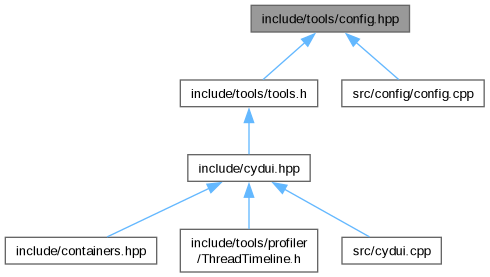 include/tools/config.hpp
include/tools/tools.h
src/config/config.cpp
include/cydui.hpp
include/containers.hpp
include/tools/profiler
/ThreadTimeline.h
src/cydui.cpp